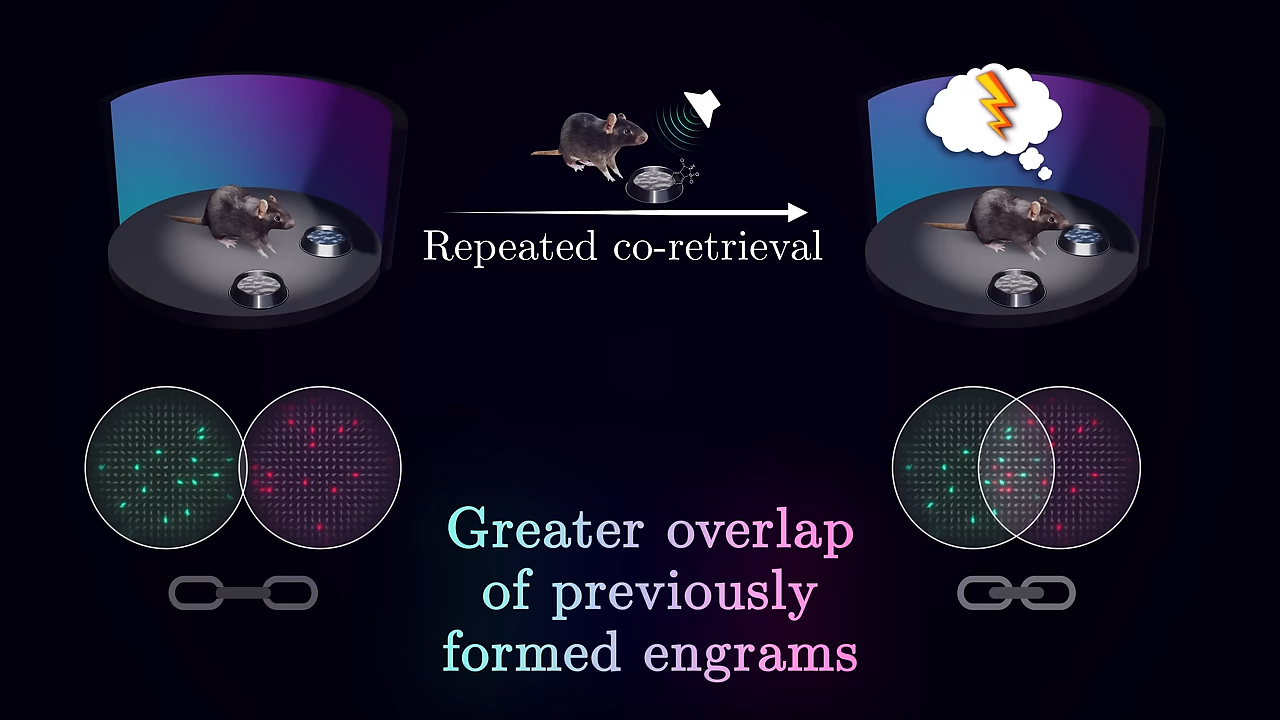 Repeated co-retrieval
Greater overlap
of previously
formed engrams